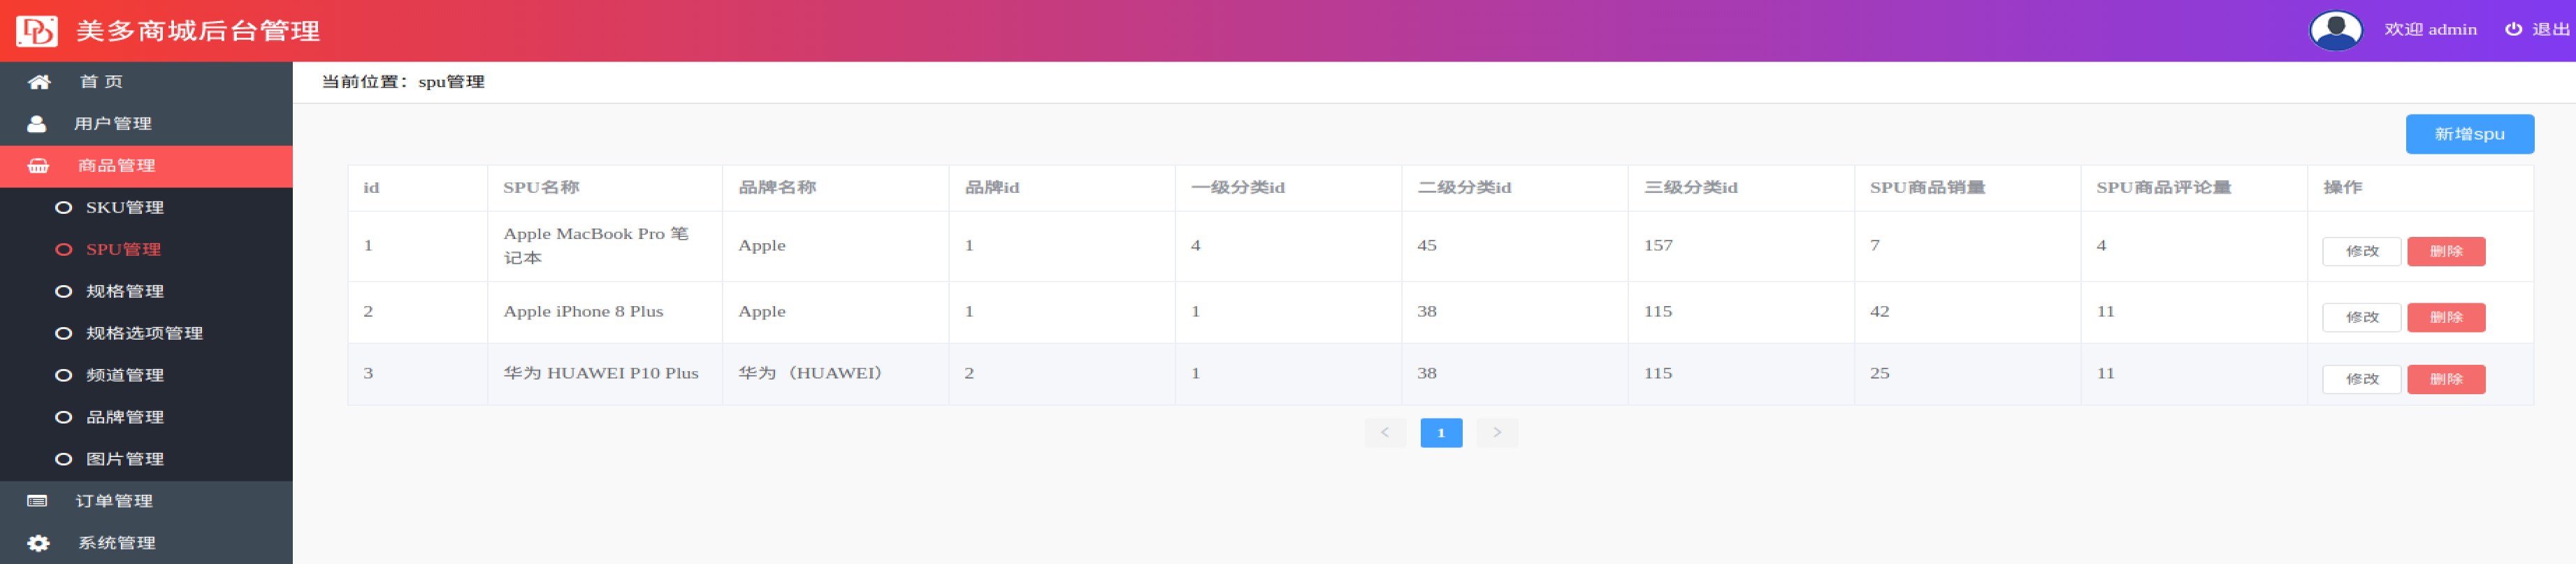 美多商城后台管理
欢迎 admin 退出
首 页
用户管理
商品管理
SKU管理
SPU管理
规格管理
规格选项管理
频道管理
品牌管理
图片管理
订单管理
系统管理
当前位置：spu管理
新增spu
id SPU名称 品牌名称 品牌id 一级分类id 二级分类id 三级分类id SPU商品销量 SPU商品评论量 操作
1 Apple MacBook Pro 笔记本 Apple 1 4 45 157 7 4 修改 删除
2 Apple iPhone 8 Plus Apple 1 1 38 115 42 11 修改 删除
3 华为 HUAWEI P10 Plus 华为（HUAWEI） 2 1 38 115 25 11 修改 删除
< 1 >